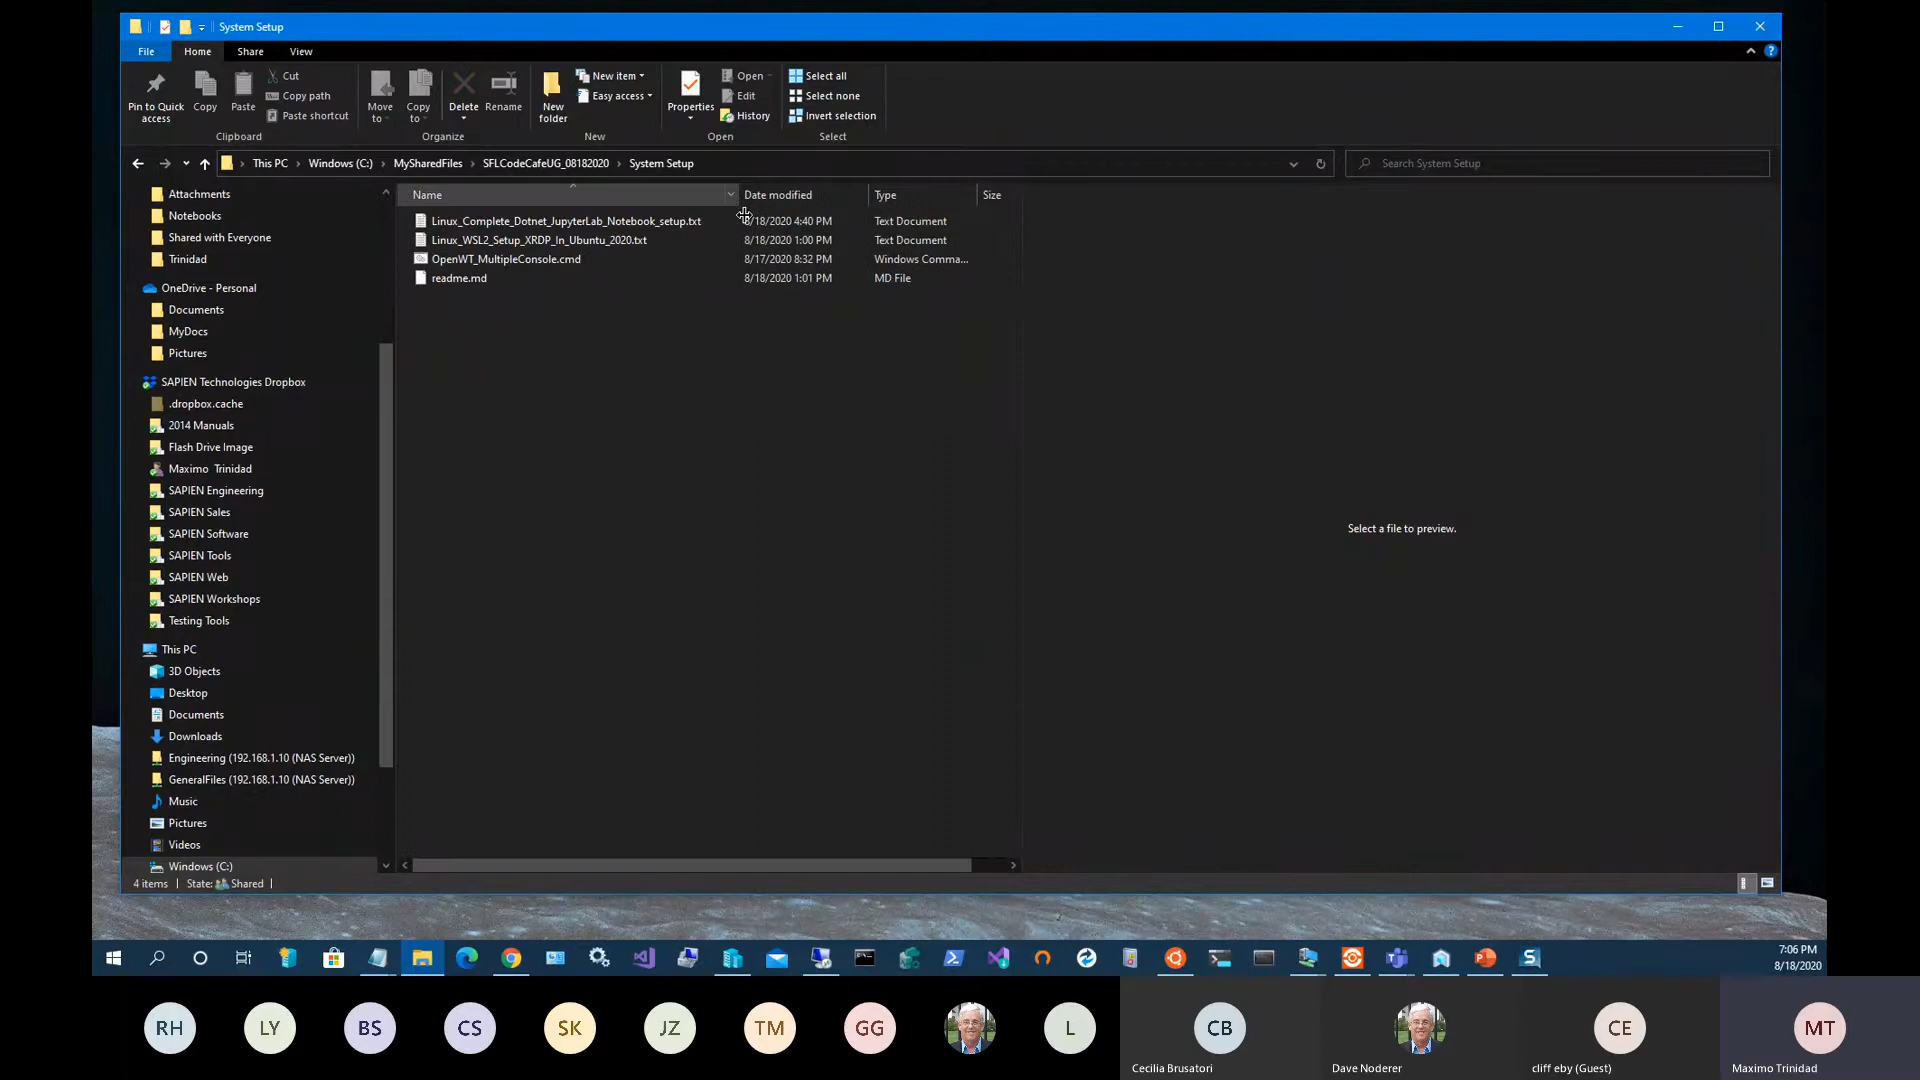 System Setup
File Home Share View
Pin to Quick access
Copy
Paste
Cut
Copy path
Paste shortcut
Clipboard
Move to
Copy to
Delete
Rename
Organize
New folder
New item
Easy access
New
Properties
Open
Edit
History
Open
Select all
Select none
Invert selection
Select
This PC > Windows (C:) > MySharedFiles > SFLCodeCafeUG_08182020 > System Setup
Search System Setup
Name Date modified Type Size
Linux_Complete_Dotnet_JupyterLab_Notebook_setup.txt 8/18/2020 4:40 PM Text Document
Linux_WSL2_Setup_XRDP_In_Ubuntu_2020.txt 8/18/2020 1:00 PM Text Document
OpenWT_MultipleConsole.cmd 8/17/2020 8:32 PM Windows Comma...
readme.md 8/18/2020 1:01 PM MD File
Select a file to preview.
Attachments
Notebooks
Shared with Everyone
Trinidad
OneDrive - Personal
Documents
MyDocs
Pictures
SAPIEN Technologies Dropbox
.dropbox.cache
2014 Manuals
Flash Drive Image
Maximo Trinidad
SAPIEN Engineering
SAPIEN Sales
SAPIEN Software
SAPIEN Tools
SAPIEN Web
SAPIEN Workshops
Testing Tools
This PC
3D Objects
Desktop
Documents
Downloads
Engineering (192.168.1.10 (NAS Server))
GeneralFiles (192.168.1.10 (NAS Server))
Music
Pictures
Videos
Windows (C:)
4 items State: Shared
7:06 PM
8/18/2020
RH LY BS CS SK JZ TM GG L CB CE MT
Cecilia Brusatori Dave Noderer cliff eby (Guest) Maximo Trinidad